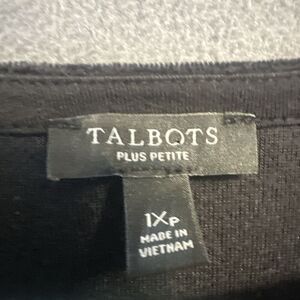 TALBOTS
PLUS PETITE
1XP
MADE IN
VIETNAM